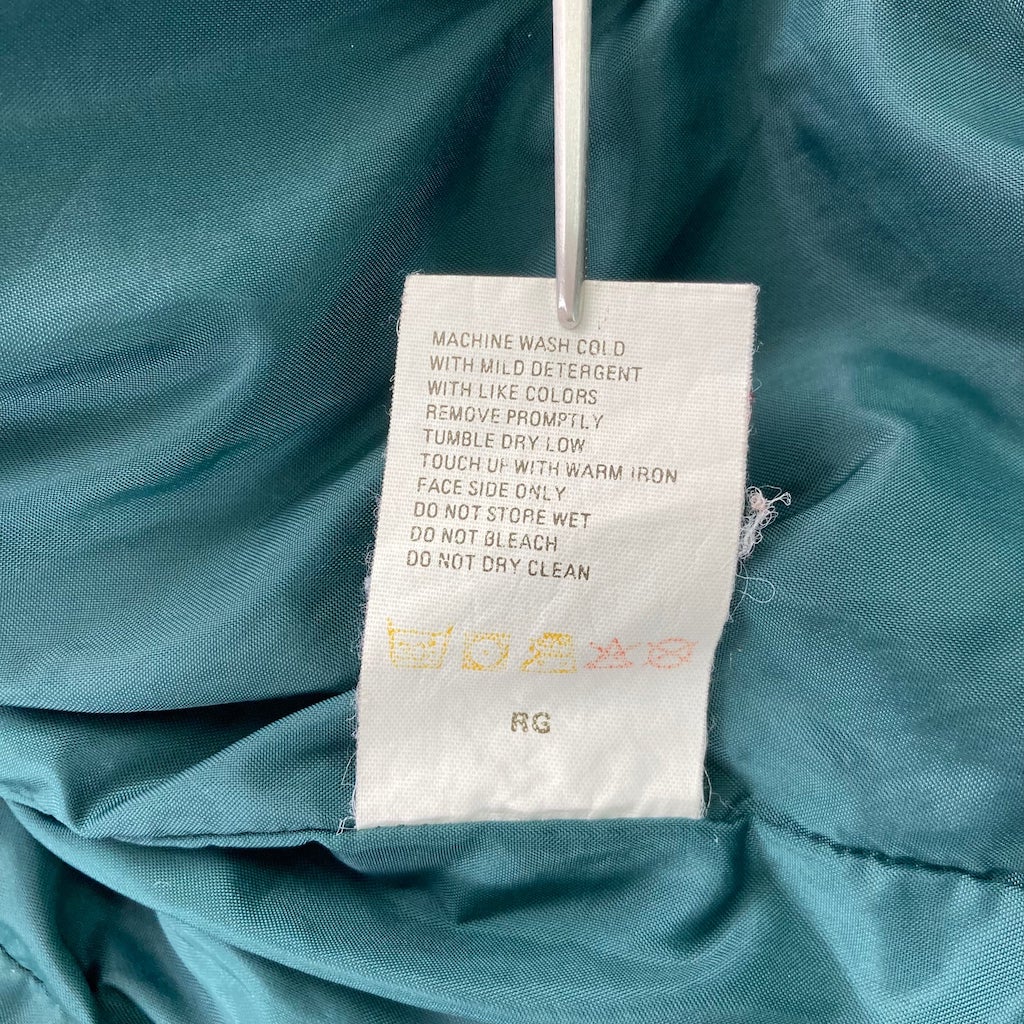 MACHINE WASH COLD
WITH MILD DETERGENT
WITH LIKE COLORS
REMOVE PROMPTLY
TUMBLE DRY LOW
TOUCH UP WITH WARM IRON
FACE SIDE ONLY
DO NOT STORE WET
DO NOT BLEACH
DO NOT DRY CLEAN
RG